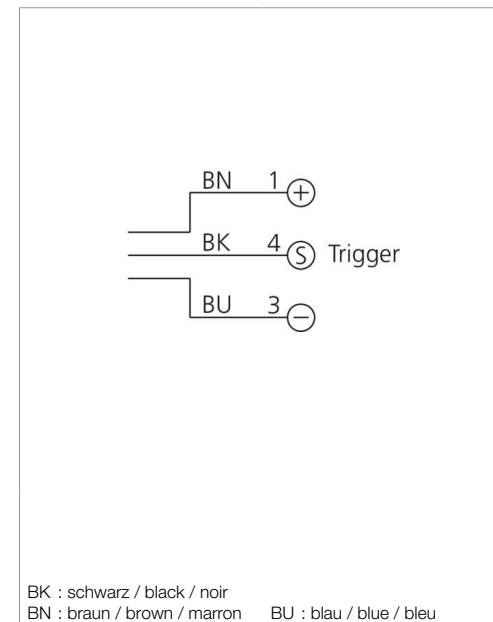 BN 1 +
BK 4 S Trigger
BU 3 −
BK : schwarz / black / noir
BN : braun / brown / marron BU : blau / blue / bleu